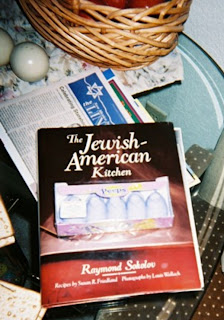 The
Jewish-
American
Kitchen
Peeps
Raymond Sokolov
Recipes by Susan R. Friedland Photographs by Louis Wallach